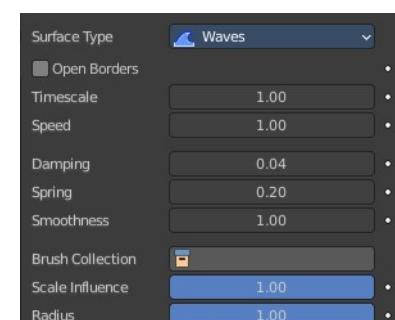 Surface Type Waves
Open Borders
Timescale 1.00
Speed 1.00
Damping 0.04
Spring 0.20
Smoothness 1.00
Brush Collection
Scale Influence 1.00
Radius 1.00